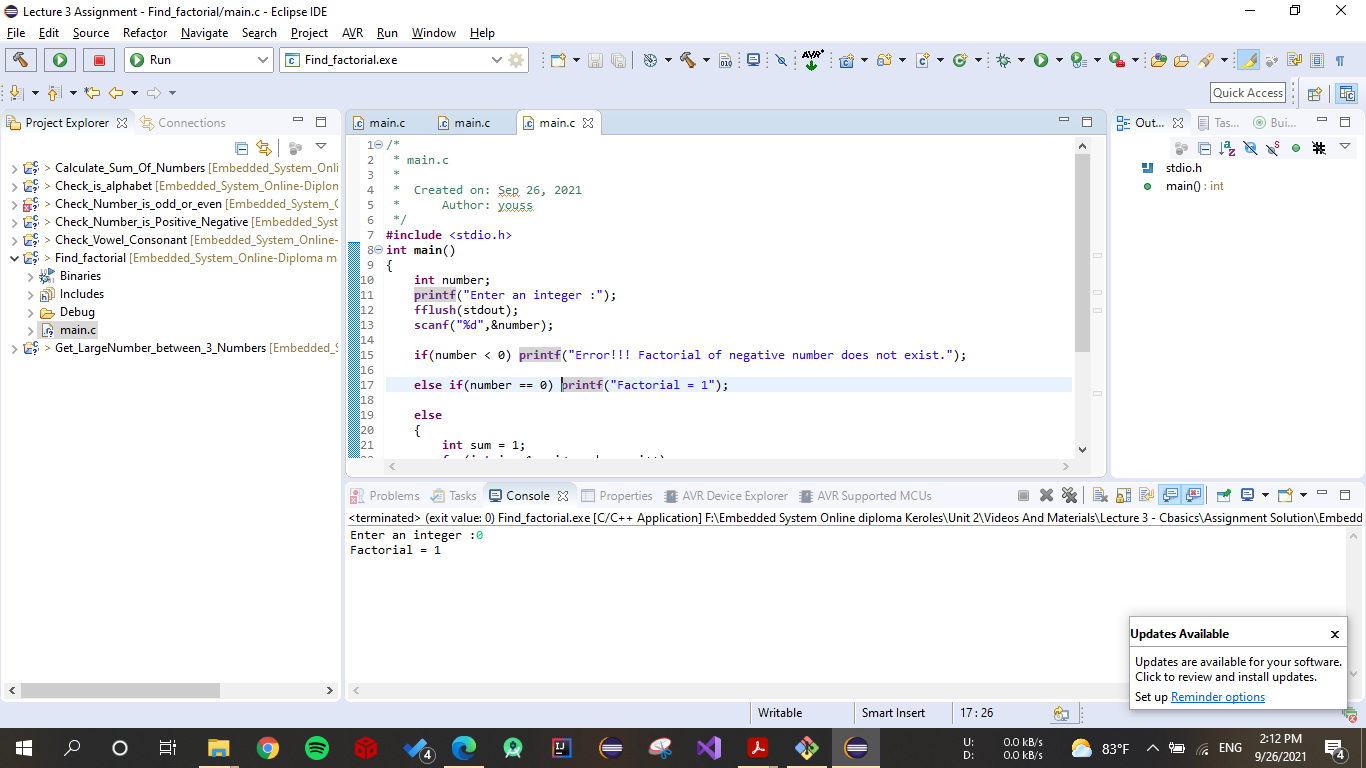 Lecture 3 Assignment - Find_factorial/main.c - Eclipse IDE
File Edit Source Refactor Navigate Search Project AVR Run Window Help
Run
Find_factorial.exe
AVR
Quick Access
Project Explorer
Connections
Calculate_Sum_Of_Numbers [Embedded_System_Onli
> Check_is_alphabet [Embedded_System_Online-Diplon
> Check_Number_is_odd_or_even [Embedded_System_
> Check_Number_is_Positive_Negative [Embedded_Syst
> Check_Vowel_Consonant [Embedded_System_Online-
> Find_factorial [Embedded_System_Online-Diploma m
Binaries
Includes
Debug
main.c
> Get_LargeNumber_between_3_Numbers [Embedded_S
main.c
main.c
main.c
1 /*
2 * main.c
3 *
4 * Created on: Sep 26, 2021
5 * Author: youss
6 */
7 #include <stdio.h>
8 int main()
9 {
10 int number;
11 printf("Enter an integer :");
12 fflush(stdout);
13 scanf("%d",&number);
14
15 if(number < 0) printf("Error!!! Factorial of negative number does not exist.");
16
17 else if(number == 0) printf("Factorial = 1");
18
19 else
20 {
21 int sum = 1;
Out...
Tas...
Bui...
stdio.h
main() : int
Problems
Tasks
Console
Properties
AVR Device Explorer
AVR Supported MCUs
<terminated> (exit value: 0) Find_factorial.exe [C/C++ Application] F:\Embedded System Online diploma Keroles\Unit 2\Videos And Materials\Lecture 3 - Cbasics\Assignment Solution\Embedd
Enter an integer :0
Factorial = 1
Updates Available
Updates are available for your software.
Click to review and install updates.
Set up Reminder options
Writable
Smart Insert
17 : 26
4
U: 0.0 kB/s
D: 0.0 kB/s
83°F
ENG
2:12 PM
9/26/2021
4